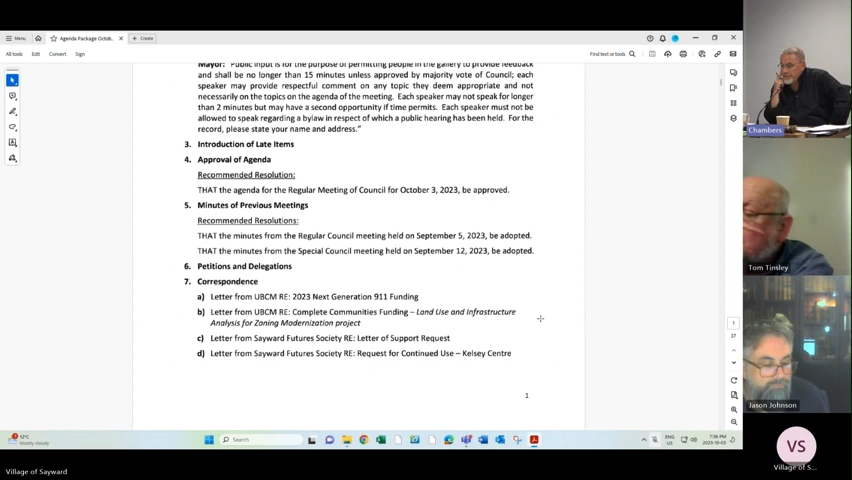 Menu
Agenda Package Octob...
Create
All tools
Edit
Convert
Sign
Find text or tools
Mayor: "Public input is for the purpose of permitting people in the gallery to provide feedback
and shall be no longer than 15 minutes unless approved by majority vote of Council; each
speaker may provide respectful comment on any topic they deem appropriate and not
necessarily on the topics on the agenda of the meeting. Each speaker may not speak for longer
than 2 minutes but may have a second opportunity if time permits. Each speaker must not be
allowed to speak regarding a bylaw in respect of which a public hearing has been held. For the
record, please state your name and address."
3. Introduction of Late Items
4. Approval of Agenda
Recommended Resolution:
THAT the agenda for the Regular Meeting of Council for October 3, 2023, be approved.
5. Minutes of Previous Meetings
Recommended Resolutions:
THAT the minutes from the Regular Council meeting held on September 5, 2023, be adopted.
THAT the minutes from the Special Council meeting held on September 12, 2023, be adopted.
6. Petitions and Delegations
7. Correspondence
a) Letter from UBCM RE: 2023 Next Generation 911 Funding
b) Letter from UBCM RE: Complete Communities Funding – Land Use and Infrastructure
Analysis for Zoning Modernization project
c) Letter from Sayward Futures Society RE: Letter of Support Request
d) Letter from Sayward Futures Society RE: Request for Continued Use – Kelsey Centre
1
1
37
Chambers
Tom Tinsley
Jason Johnson
VS
Village of S...
12°C
Mostly cloudy
Search
ENG
US
7:36 PM
2023-10-03
Village of Sayward